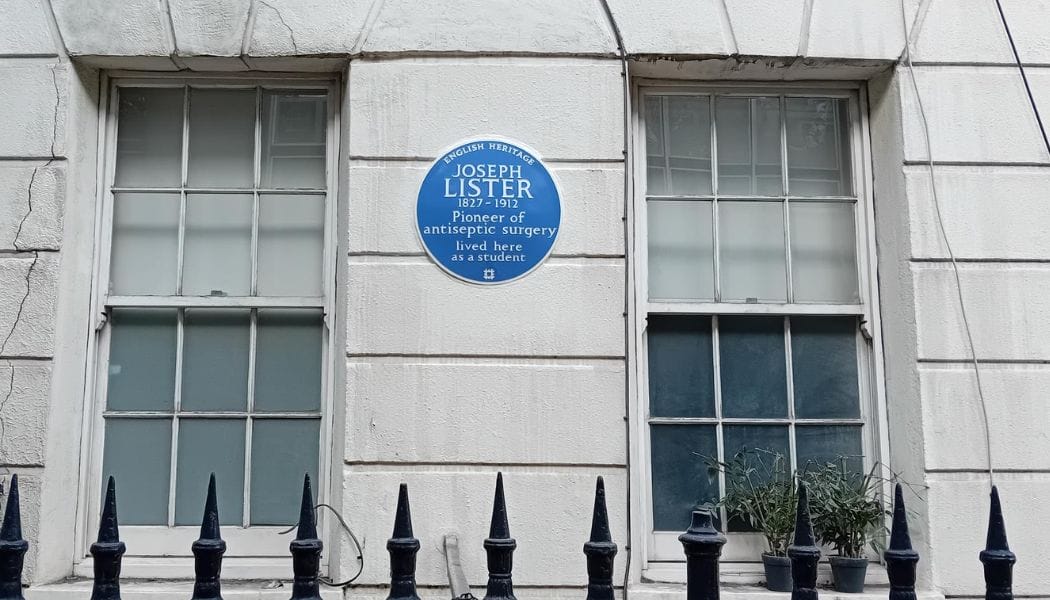 ENGLISH HERITAGE
JOSEPH
LISTER
1827-1912
Pioneer of
antiseptic surgery
lived here
as a student